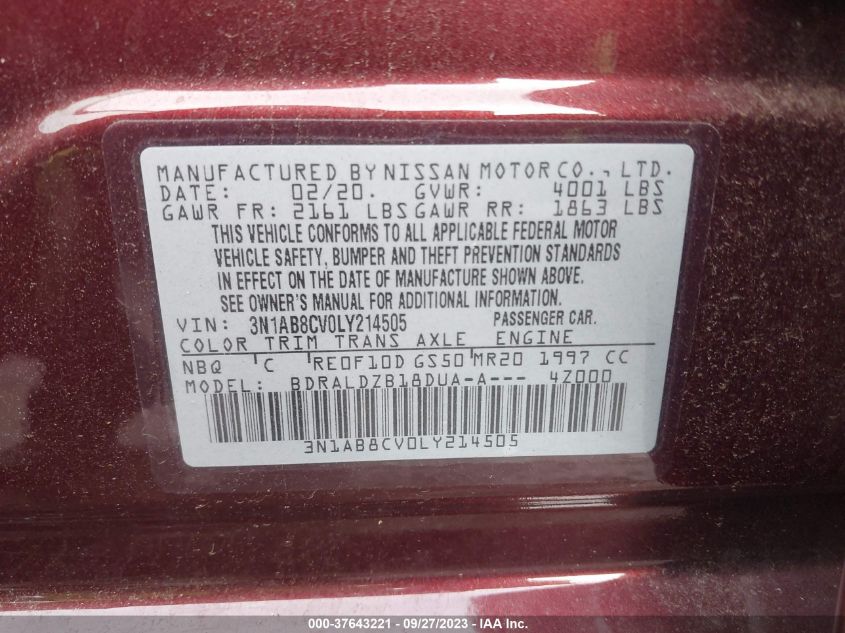 MANUFACTURED BY NISSAN MOTOR CO., LTD.
DATE: 02/20. GVWR: 4001 LBS
GAWR FR: 2161 LBS GAWR RR: 1863 LBS
THIS VEHICLE CONFORMS TO ALL APPLICABLE FEDERAL MOTOR
VEHICLE SAFETY, BUMPER AND THEFT PREVENTION STANDARDS
IN EFFECT ON THE DATE OF MANUFACTURE SHOWN ABOVE.
SEE OWNER'S MANUAL FOR ADDITIONAL INFORMATION.
VIN: 3N1AB8CV0LY214505 PASSENGER CAR.
COLOR TRIM TRANS AXLE ENGINE
NBQ C RE0F10D GS50 MR20 1997 CC
MODEL: BDRALDZB18DUA-A--- 4Z000
3N1AB8CV0LY214505
000-37643221 - 09/27/2023 - IAA Inc.